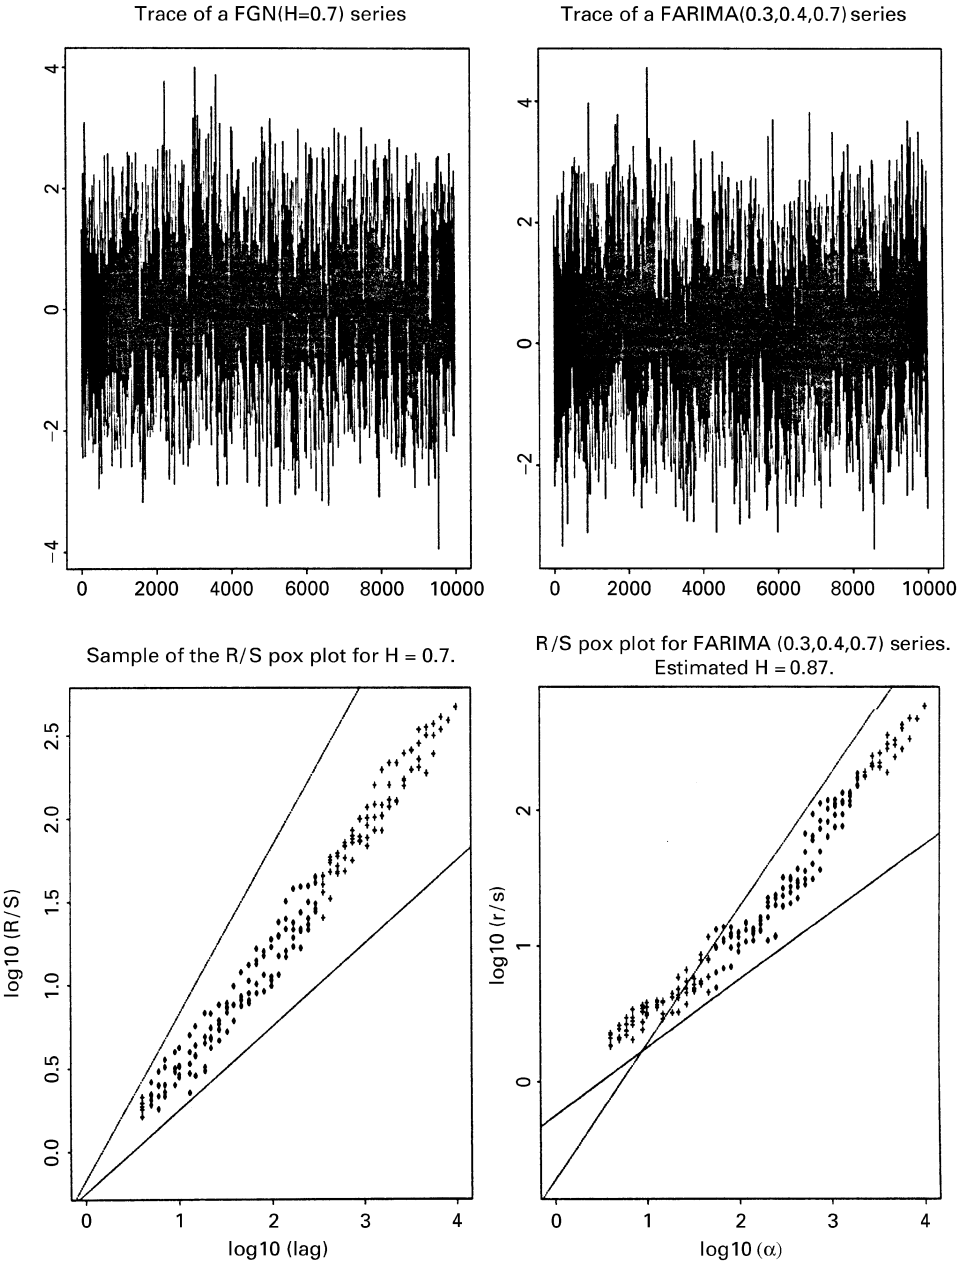 Trace of a FGN(H=0.7) series
4
2
0
−2
−4
0 2000 4000 6000 8000 10000
Trace of a FARIMA(0.3,0.4,0.7) series
4
2
0
-2
0 2000 4000 6000 8000 10000
Sample of the R/S pox plot for H = 0.7.
log10 (R/S)
2.5
2.0
1.5
1.0
0.5
0.0
0 1 2 3 4
log10 (lag)
R/S pox plot for FARIMA (0.3,0.4,0.7) series.
Estimated H = 0.87.
log10 (r/s)
2
1
0
0 1 2 3 4
log10 (α)